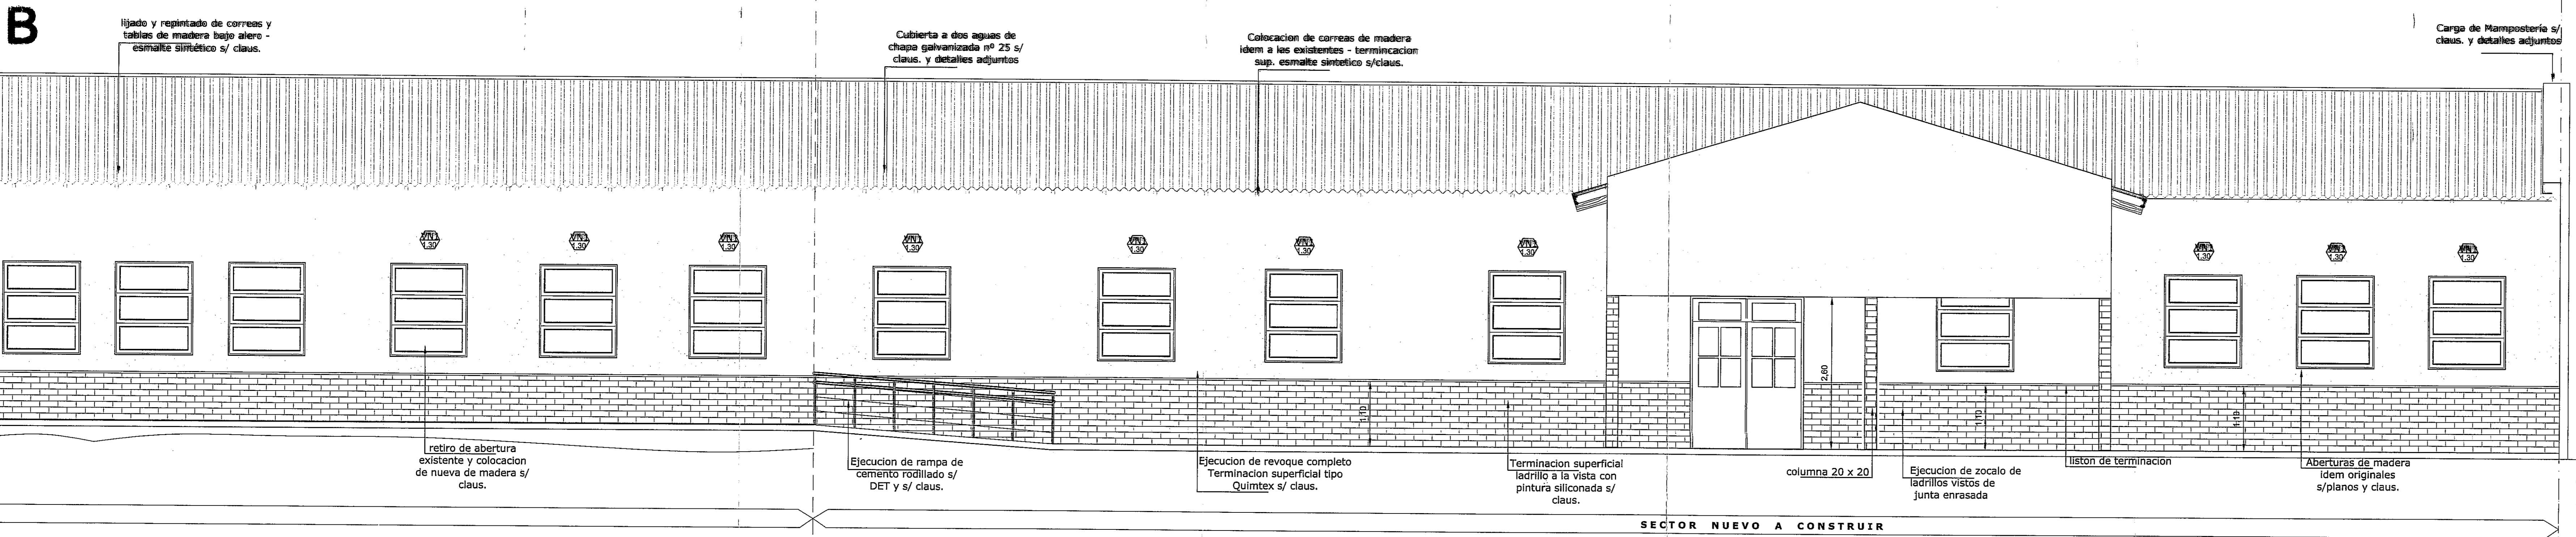 B
lijado y repintado de correas y
tablas de madera bajo alero -
esmalte sintético s/ claus.
Cubierta a dos aguas de
chapa galvanizada nº 25 s/
claus. y detalles adjuntos
Colocacion de correas de madera
idem a las existentes - termincacion
sup. esmalte sintetico s/claus.
Carga de Mampostería s/
claus. y detalles adjuntos
1.30
1.30
1.30
1.30
1.30
1.30
1.30
1.30
1.30
1.30
2,60
1.10
1.10
1.10
retiro de abertura
existente y colocacion
de nueva de madera s/
claus.
Ejecucion de rampa de
cemento rodillado s/
DET y s/ claus.
Ejecucion de revoque completo
Terminacion superficial tipo
Quimtex s/ claus.
Terminacion superficial
ladrillo a la vista con
pintura siliconada s/
claus.
columna 20 x 20
Ejecucion de zocalo de
ladrillos vistos de
junta enrasada
liston de terminacion
Aberturas de madera
idem originales
s/planos y claus.
SECTOR NUEVO A CONSTRUIR